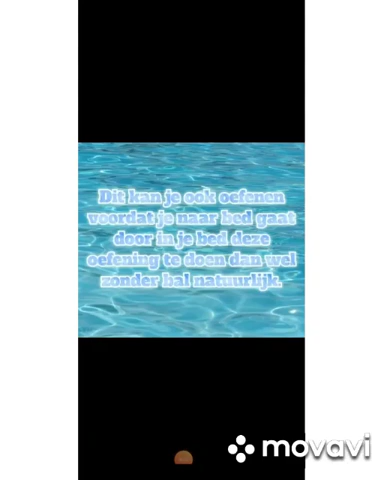 Dit kan je ook oefenen
voordat je naar bed gaat
door in je bed deze
oefening te doen dan wel
zonder bal natuurlijk.
movavi